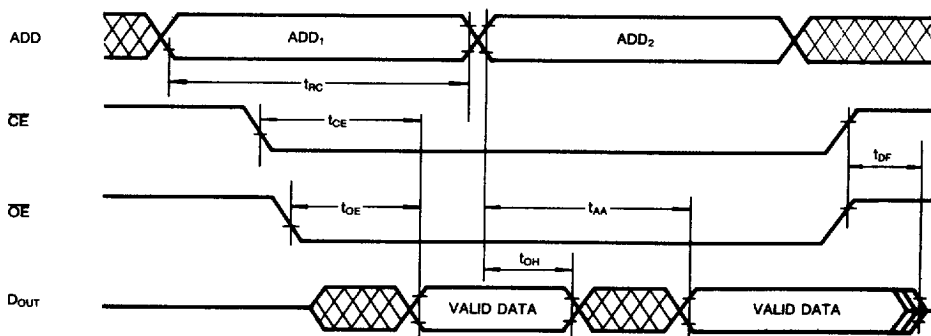 ADD ADD₁ ADD₂
tRC
CE tCE tDF
OE tOE tAA
tOH
DOUT VALID DATA VALID DATA